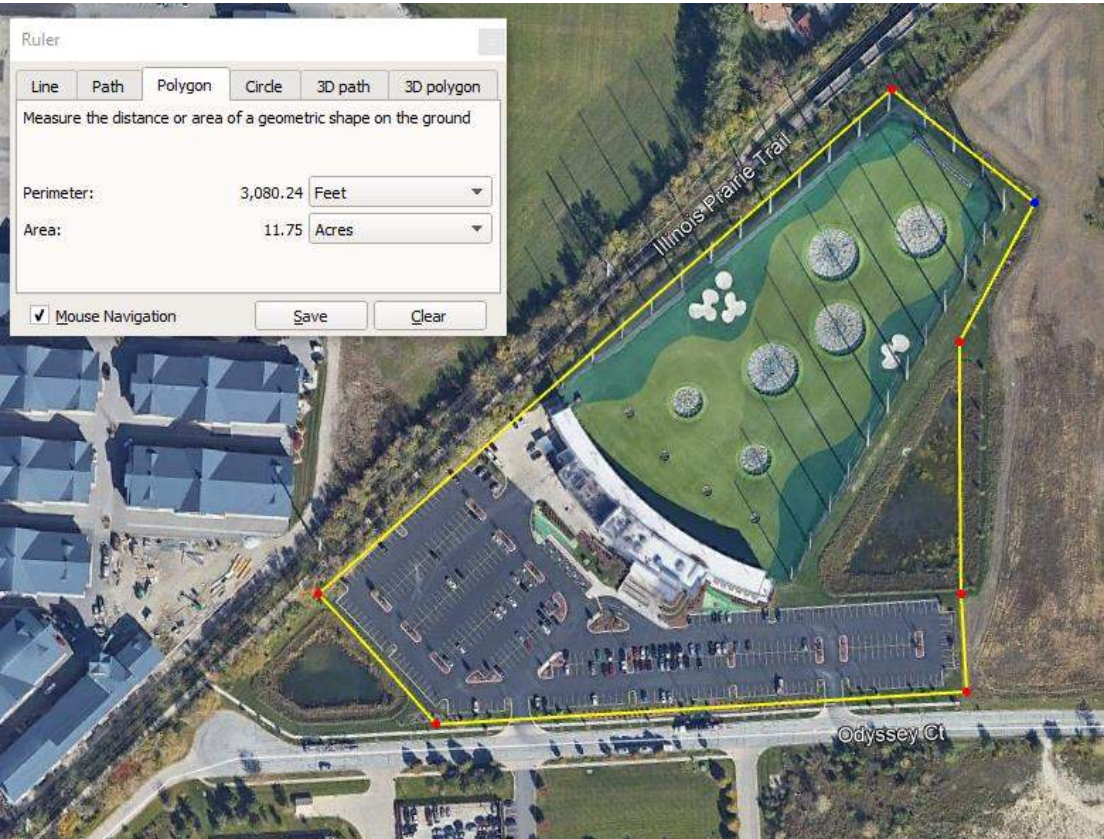 Ruler
Line Path Polygon Circle 3D path 3D polygon
Measure the distance or area of a geometric shape on the ground
Perimeter: 3,080.24 Feet
Area: 11.75 Acres
Mouse Navigation Save Clear
Illinois Prairie Trail
Odyssey Ct